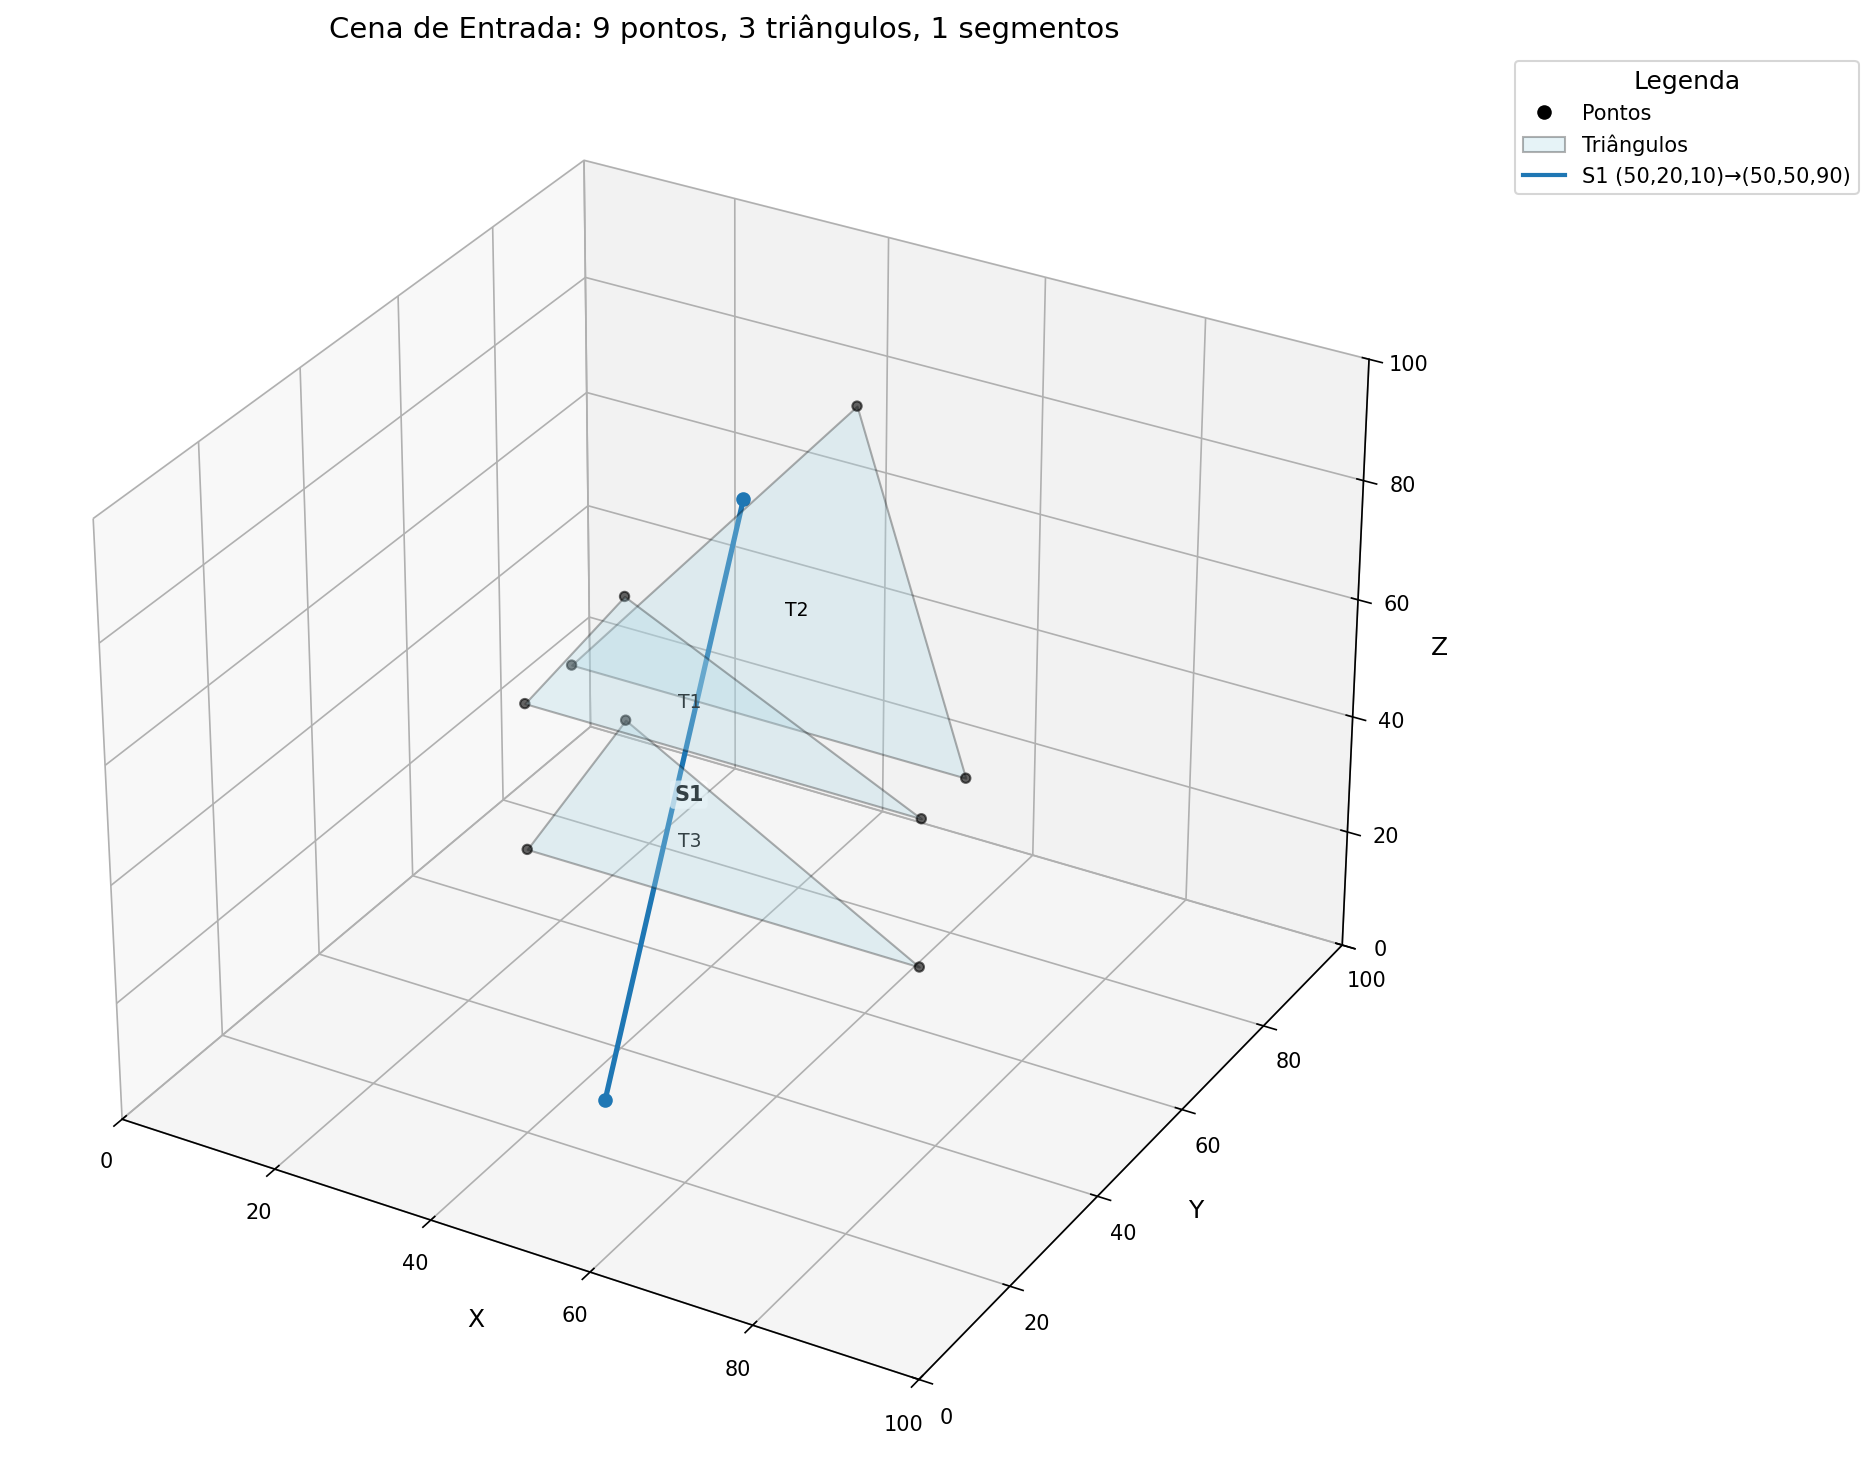 Cena de Entrada: 9 pontos, 3 triângulos, 1 segmentos
Legenda
Pontos
Triângulos
S1 (50,20,10)→(50,50,90)
T2
T1
S1
T3
100
80
60
40
20
0
Z
100
80
60
40
20
0
Y
0
20
40
60
80
100
X